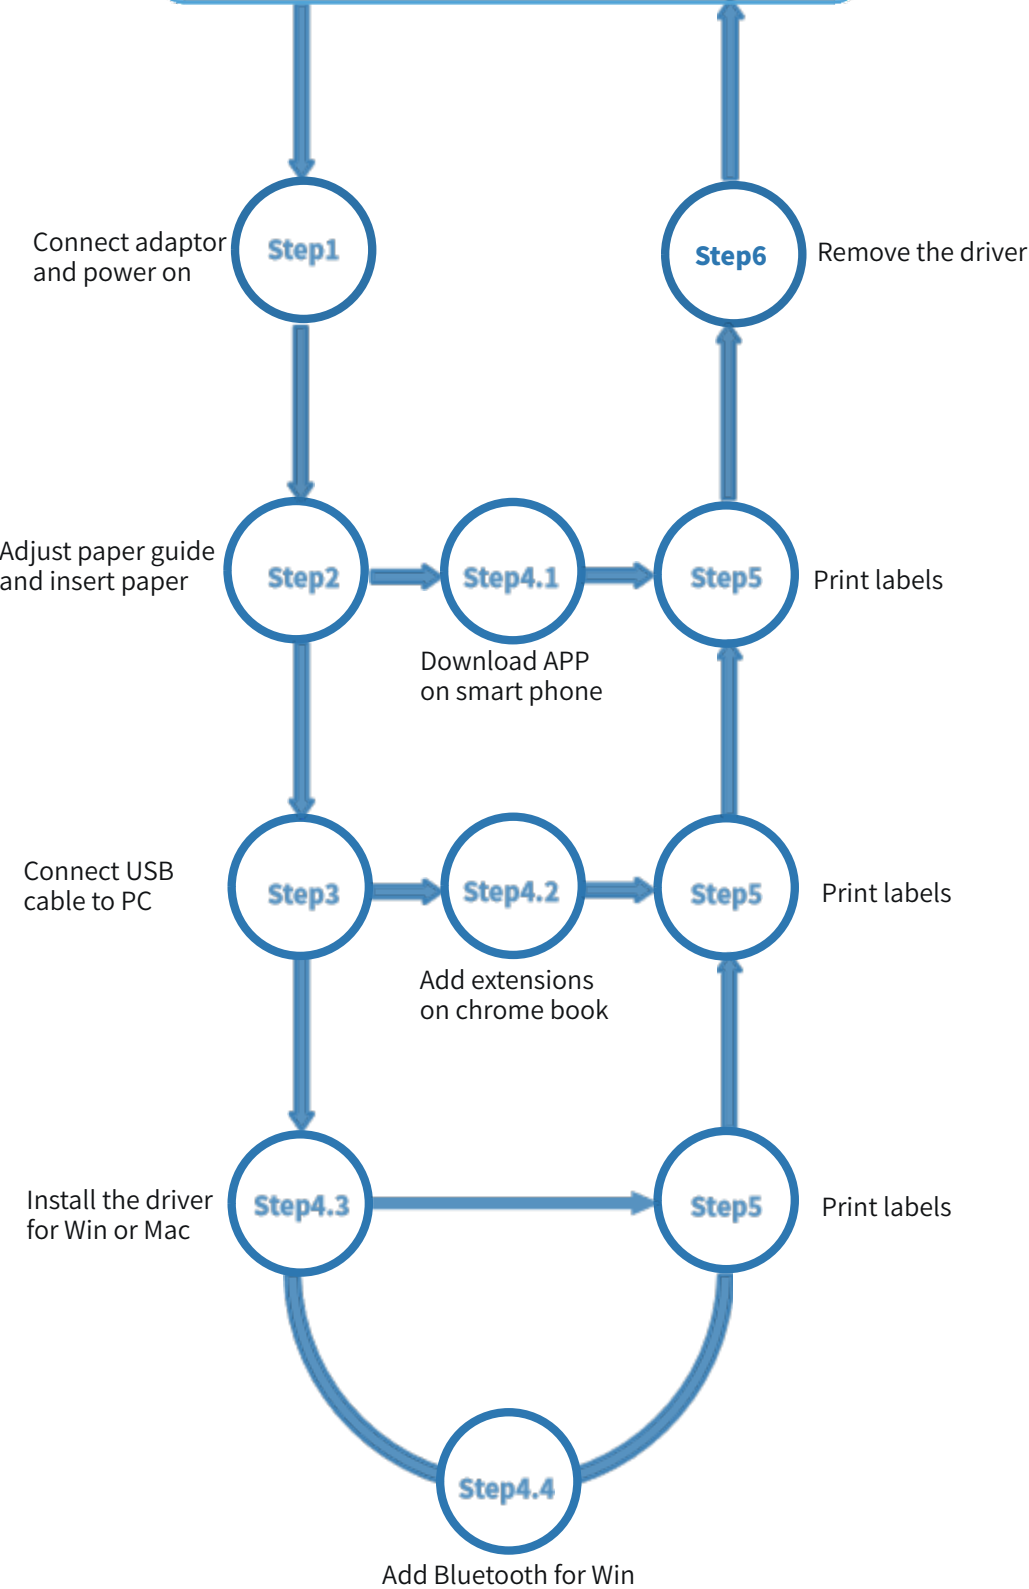 Connect adaptor
and power on
Step1
Step6
Remove the driver
Adjust paper guide
and insert paper
Step2
Step4.1
Step5
Print labels
Download APP
on smart phone
Connect USB
cable to PC
Step3
Step4.2
Step5
Print labels
Add extensions
on chrome book
Install the driver
for Win or Mac
Step4.3
Step5
Print labels
Step4.4
Add Bluetooth for Win